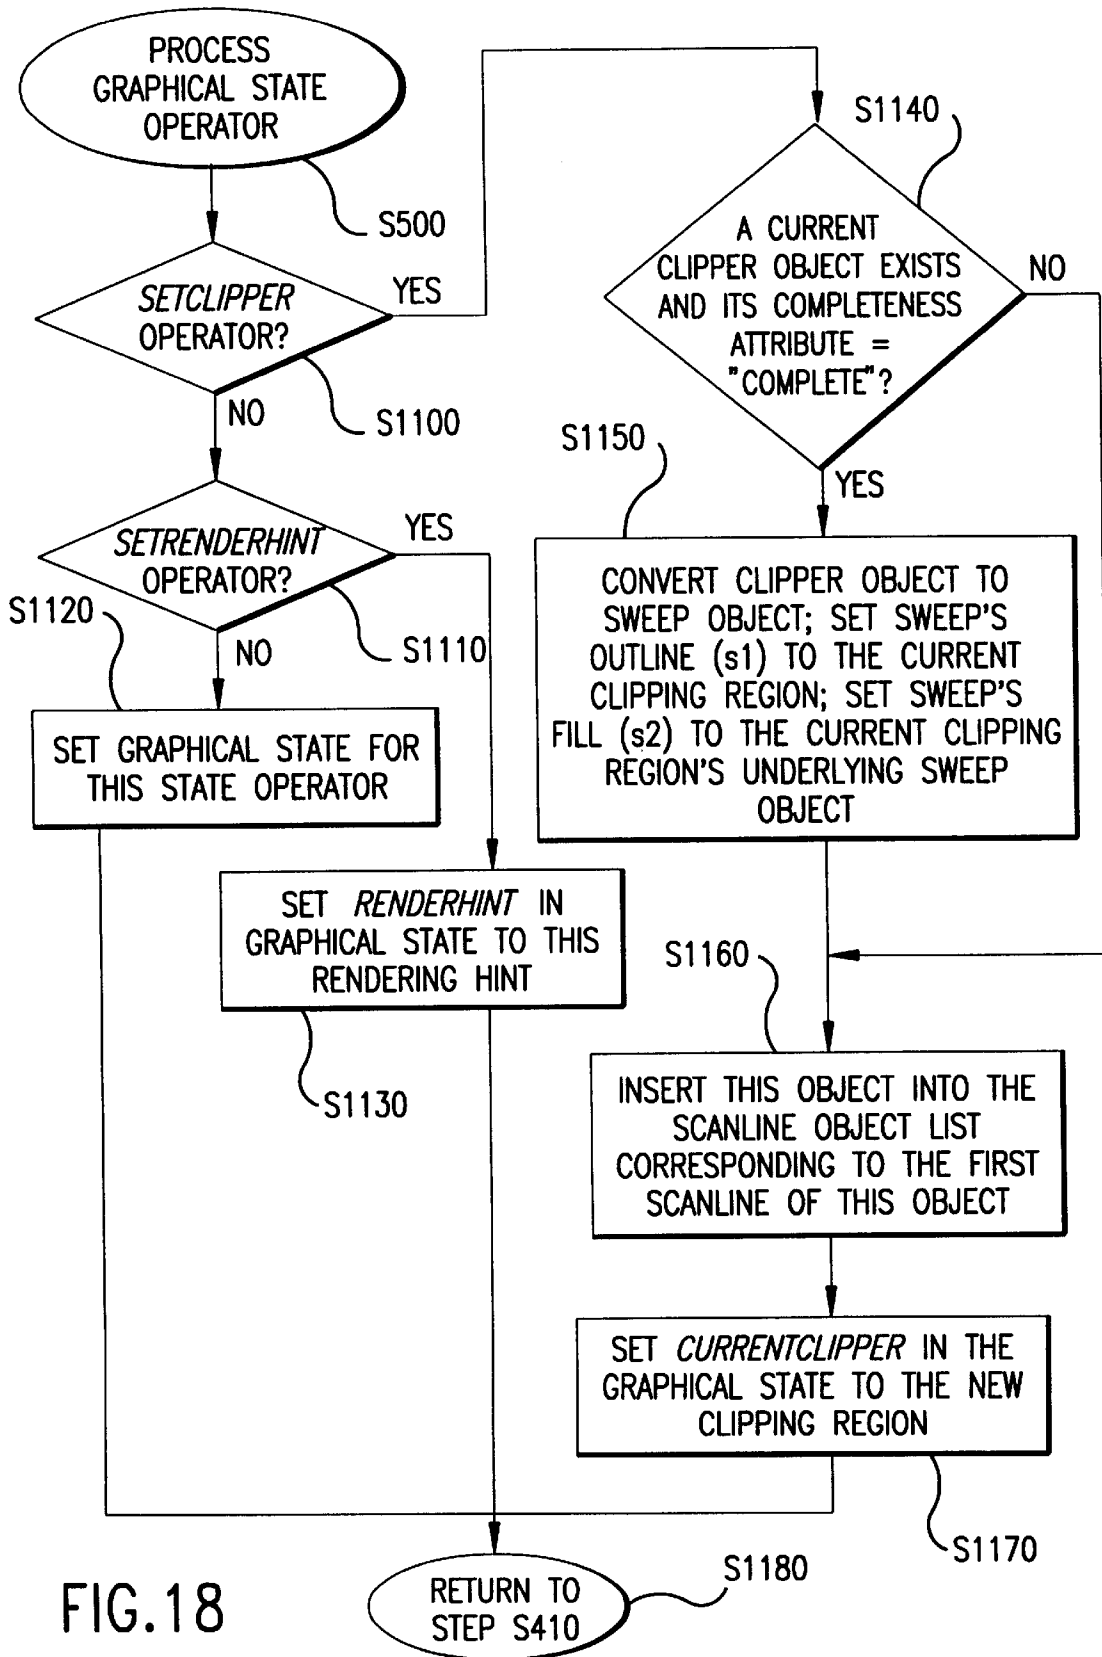 PROCESS
GRAPHICAL STATE
OPERATOR
S500
SETCLIPPER
OPERATOR?
YES
NO
S1100
SETRENDERHINT
OPERATOR?
YES
NO
S1110
S1120
SET GRAPHICAL STATE FOR
THIS STATE OPERATOR
SET RENDERHINT IN
GRAPHICAL STATE TO THIS
RENDERING HINT
S1130
S1140
A CURRENT
CLIPPER OBJECT EXISTS
AND ITS COMPLETENESS
ATTRIBUTE =
"COMPLETE"?
NO
YES
S1150
CONVERT CLIPPER OBJECT TO
SWEEP OBJECT; SET SWEEP'S
OUTLINE (s1) TO THE CURRENT
CLIPPING REGION; SET SWEEP'S
FILL (s2) TO THE CURRENT CLIPPING
REGION'S UNDERLYING SWEEP
OBJECT
S1160
INSERT THIS OBJECT INTO THE
SCANLINE OBJECT LIST
CORRESPONDING TO THE FIRST
SCANLINE OF THIS OBJECT
SET CURRENTCLIPPER IN THE
GRAPHICAL STATE TO THE NEW
CLIPPING REGION
S1170
RETURN TO
STEP S410
S1180
FIG.18